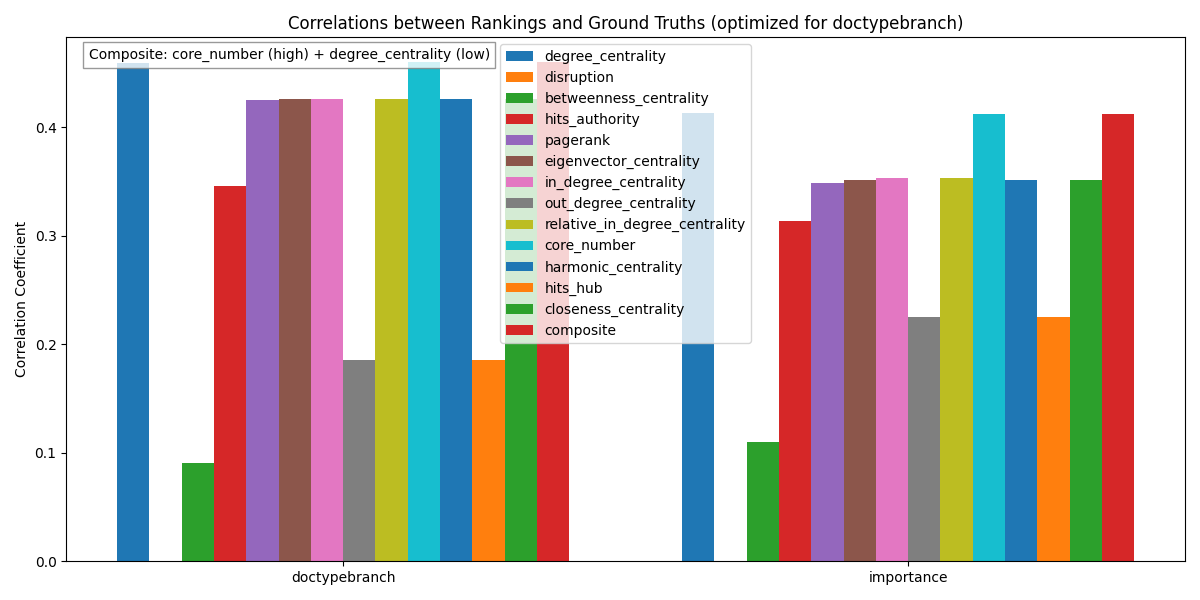 Correlations between Rankings and Ground Truths (optimized for doctypebranch)
Composite: core_number (high) + degree_centrality (low)
degree_centrality
disruption
betweenness_centrality
hits_authority
pagerank
eigenvector_centrality
in_degree_centrality
out_degree_centrality
relative_in_degree_centrality
core_number
harmonic_centrality
hits_hub
closeness_centrality
composite
Correlation Coefficient
0.4
0.3
0.2
0.1
0.0
doctypebranch
importance